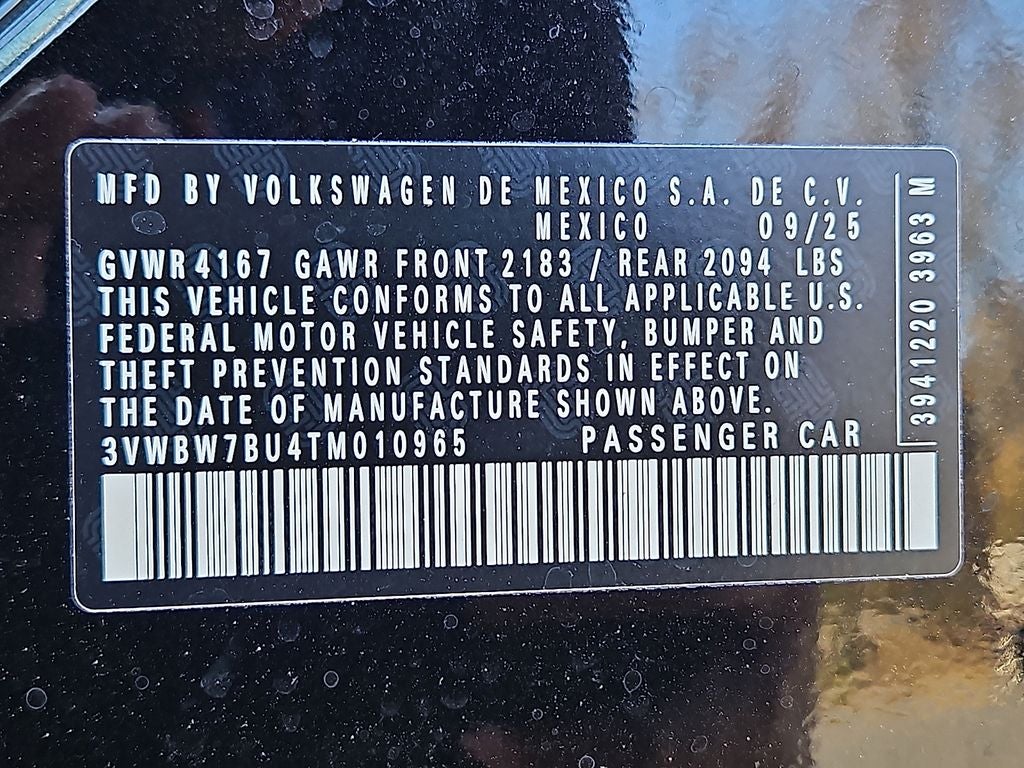 MFD BY VOLKSWAGEN DE MEXICO S.A. DE C.V.
MEXICO 09/25
GVWR 4167 GAWR FRONT 2183 / REAR 2094 LBS
THIS VEHICLE CONFORMS TO ALL APPLICABLE U.S.
FEDERAL MOTOR VEHICLE SAFETY, BUMPER AND
THEFT PREVENTION STANDARDS IN EFFECT ON
THE DATE OF MANUFACTURE SHOWN ABOVE.
3VWBW7BU4TM010965 PASSENGER CAR
3941220 3963 M